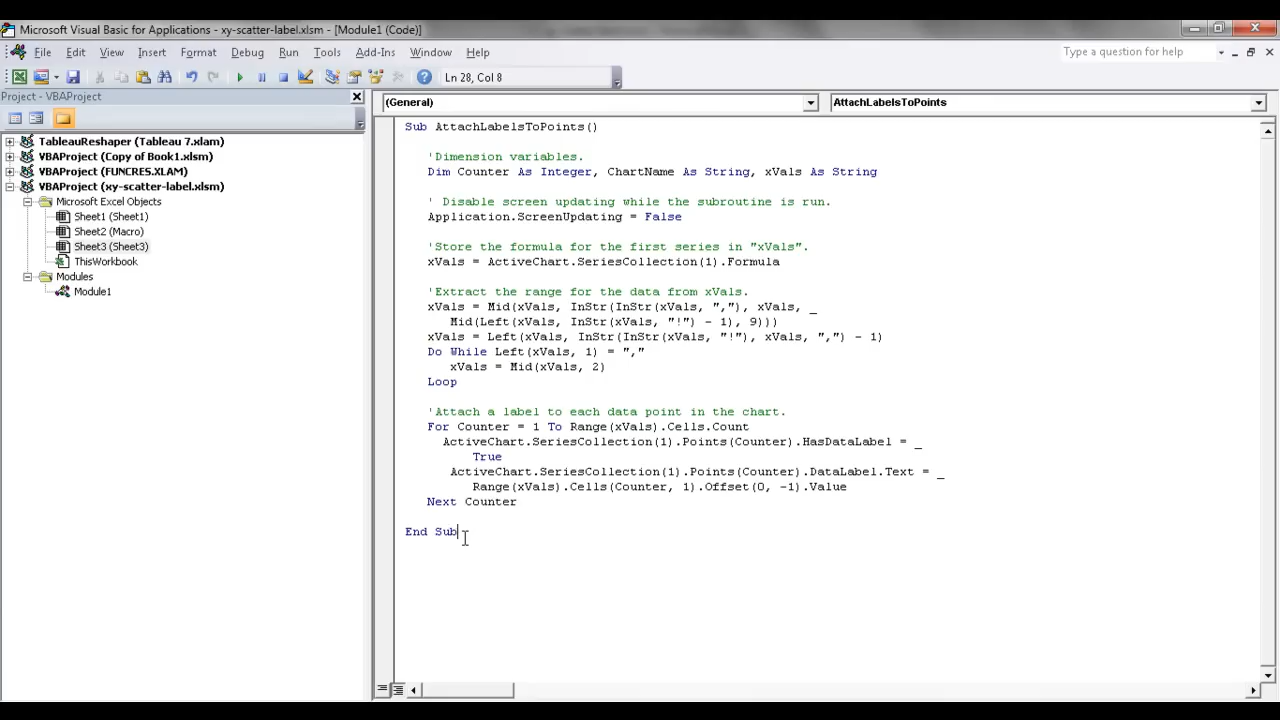 Microsoft Visual Basic for Applications - xy-scatter-label.xlsm - [Module1 (Code)]
File Edit View Insert Format Debug Run Tools Add-Ins Window Help
Type a question for help
Ln 28, Col 8
Project - VBAProject
(General)
AttachLabelsToPoints
TableauReshaper (Tableau 7.xlam)
VBAProject (Copy of Book1.xlsm)
VBAProject (FUNCRES.XLAM)
VBAProject (xy-scatter-label.xlsm)
Microsoft Excel Objects
Sheet1 (Sheet1)
Sheet2 (Macro)
Sheet3 (Sheet3)
ThisWorkbook
Modules
Module1
Sub AttachLabelsToPoints()
'Dimension variables.
Dim Counter As Integer, ChartName As String, xVals As String
' Disable screen updating while the subroutine is run.
Application.ScreenUpdating = False
'Store the formula for the first series in "xVals".
xVals = ActiveChart.SeriesCollection(1).Formula
'Extract the range for the data from xVals.
xVals = Mid(xVals, InStr(InStr(xVals, ","), xVals, _
Mid(Left(xVals, InStr(xVals, "!") - 1), 9)))
xVals = Left(xVals, InStr(InStr(xVals, "!"), xVals, ",") - 1)
Do While Left(xVals, 1) = ","
xVals = Mid(xVals, 2)
Loop
'Attach a label to each data point in the chart.
For Counter = 1 To Range(xVals).Cells.Count
ActiveChart.SeriesCollection(1).Points(Counter).HasDataLabel = _
True
ActiveChart.SeriesCollection(1).Points(Counter).DataLabel.Text = _
Range(xVals).Cells(Counter, 1).Offset(0, -1).Value
Next Counter
End Sub